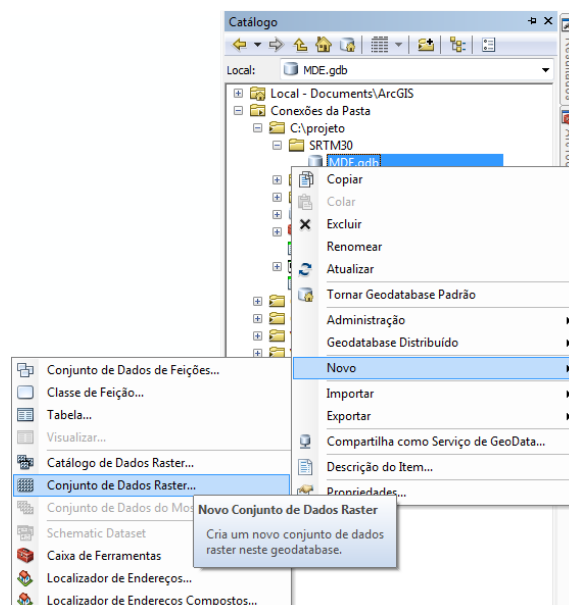 Catálogo
Local: MDE.gdb
Local - Documents\ArcGIS
Conexões da Pasta
C:\projeto
SRTM30
MDE.gdb
Copiar
Colar
Excluir
Renomear
Atualizar
Tornar Geodatabase Padrão
Administração
Geodatabase Distribuído
Novo
Importar
Exportar
Compartilha como Serviço de GeoData...
Descrição do Item...
Propriedades...
Conjunto de Dados de Feições...
Classe de Feição...
Tabela...
Visualizar...
Catálogo de Dados Raster...
Conjunto de Dados Raster...
Conjunto de Dados do Mos
Schematic Dataset
Caixa de Ferramentas
Localizador de Endereços...
Localizador de Endereços Compostos...
Novo Conjunto de Dados Raster
Cria um novo conjunto de dados
raster neste geodatabase.